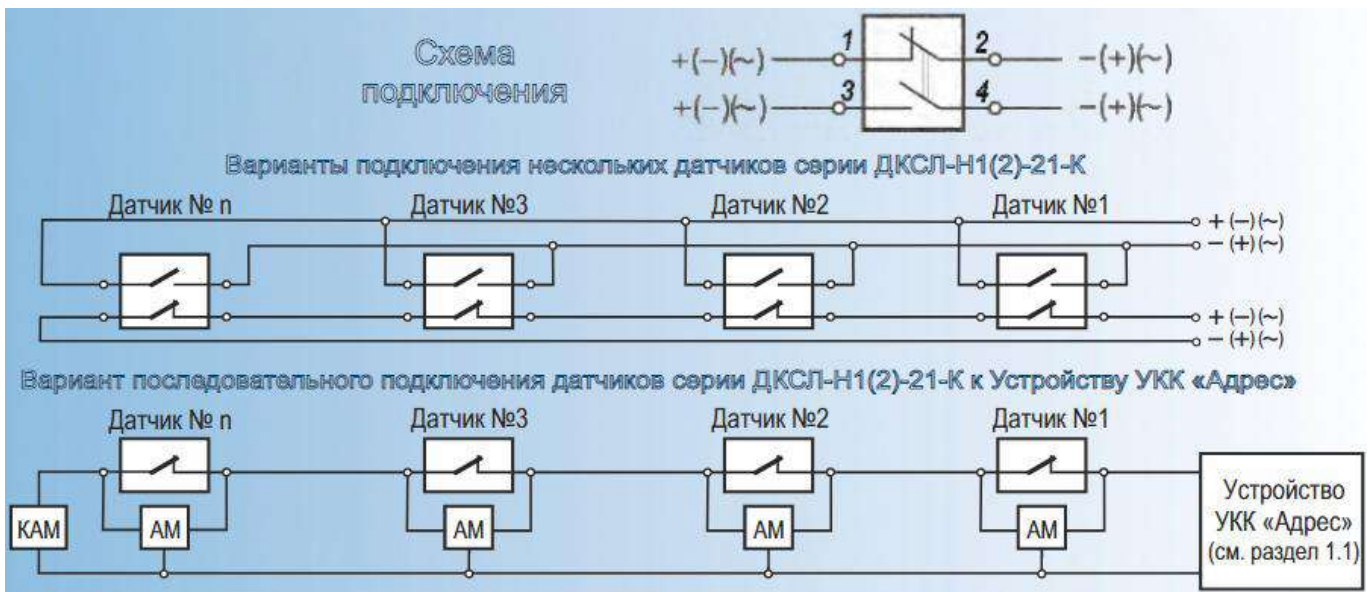 Схема
подключения
+(−)(~) 1 2 −(+)(~)
+(−)(~) 3 4 −(+)(~)
Варианты подключения нескольких датчиков серии ДКСЛ-Н1(2)-21-К
Датчик № n Датчик №3 Датчик №2 Датчик №1
+ (−)(~)
− (+)(~)
+ (−)(~)
− (+)(~)
Вариант последовательного подключения датчиков серии ДКСЛ-Н1(2)-21-К к Устройству УКК «Адрес»
Датчик № n Датчик №3 Датчик №2 Датчик №1
КАМ АМ АМ АМ АМ
Устройство
УКК «Адрес»
(см. раздел 1.1)